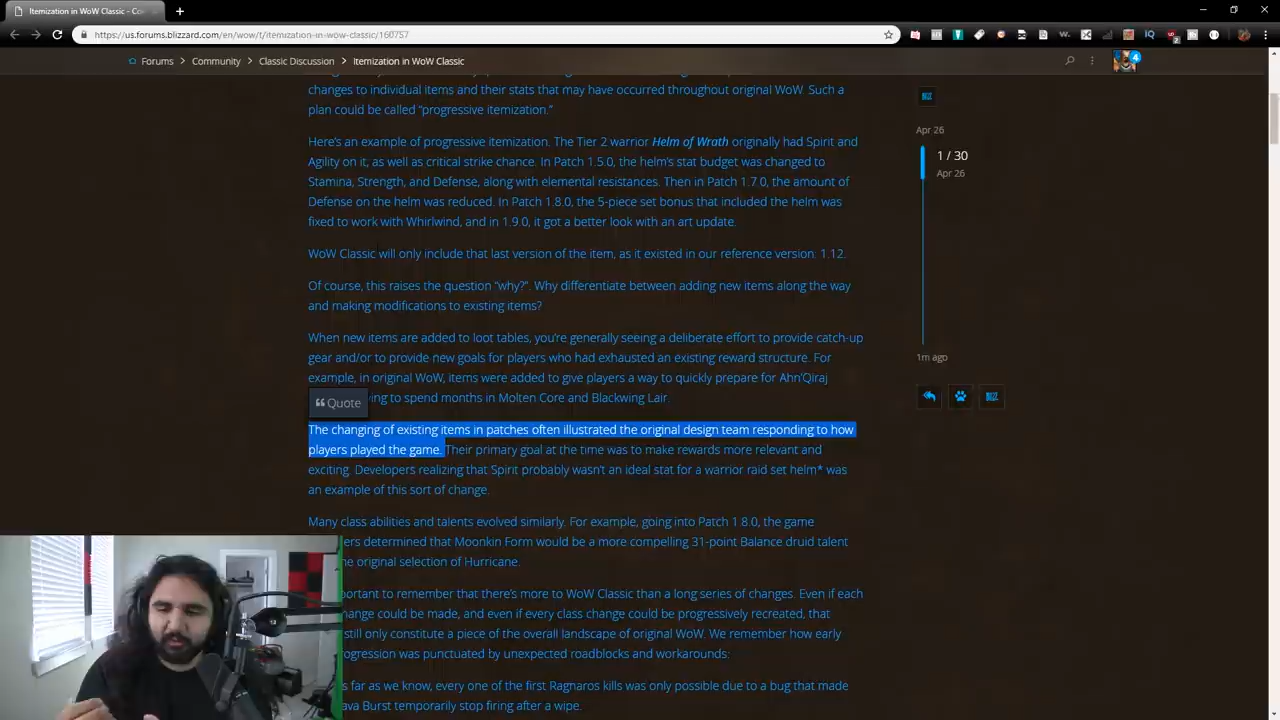 Itemization in WoW Classic - Co
https://us.forums.blizzard.com/en/wow/t/itemization-in-wow-classic/160757
Forums Community Classic Discussion Itemization in WoW Classic
4
changes to individual items and their stats that may have occurred throughout original WoW. Such a
plan could be called “progressive itemization.”
Here’s an example of progressive itemization. The Tier 2 warrior Helm of Wrath originally had Spirit and
Agility on it, as well as critical strike chance. In Patch 1.5.0, the helm’s stat budget was changed to
Stamina, Strength, and Defense, along with elemental resistances. Then in Patch 1.7.0, the amount of
Defense on the helm was reduced. In Patch 1.8.0, the 5-piece set bonus that included the helm was
fixed to work with Whirlwind, and in 1.9.0, it got a better look with an art update.
WoW Classic will only include that last version of the item, as it existed in our reference version: 1.12.
Of course, this raises the question “why?”. Why differentiate between adding new items along the way
and making modifications to existing items?
When new items are added to loot tables, you’re generally seeing a deliberate effort to provide catch-up
gear and/or to provide new goals for players who had exhausted an existing reward structure. For
example, in original WoW, items were added to give players a way to quickly prepare for Ahn’Qiraj
to spend months in Molten Core and Blackwing Lair.
Quote
The changing of existing items in patches often illustrated the original design team responding to how
players played the game. Their primary goal at the time was to make rewards more relevant and
exciting. Developers realizing that Spirit probably wasn’t an ideal stat for a warrior raid set helm* was
an example of this sort of change.
Many class abilities and talents evolved similarly. For example, going into Patch 1.8.0, the game
determined that Moonkin Form would be a more compelling 31-point Balance druid talent
original selection of Hurricane.
to remember that there’s more to WoW Classic than a long series of changes. Even if each
could be made, and even if every class change could be progressively recreated, that
still only constitute a piece of the overall landscape of original WoW. We remember how early
was punctuated by unexpected roadblocks and workarounds:
far as we know, every one of the first Ragnaros kills was only possible due to a bug that made
Burst temporarily stop firing after a wipe.
BLIZ
Apr 26
1 / 30
Apr 26
1m ago
BLIZ